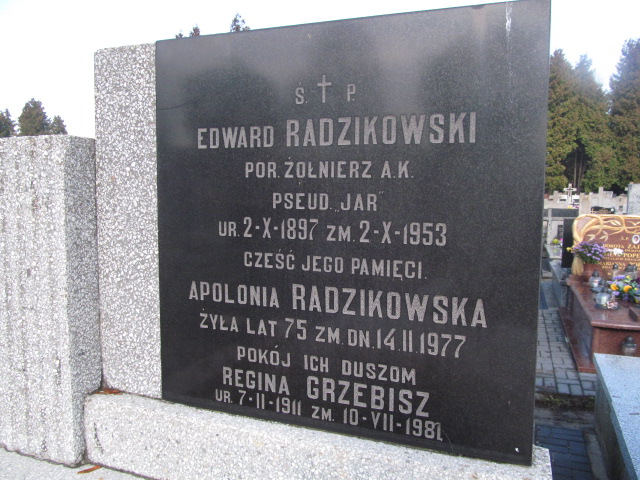 Ś. P.
EDWARD RADZIKOWSKI
POR. ŻOŁNIERZ A.K.
PSEUD. „JAR"
UR. 2-X-1897 ZM. 2-X-1953
CZEŚĆ JEGO PAMIĘCI.
APOLONIA RADZIKOWSKA
ŻYŁA LAT 75 ZM. DN. 14 II. 1977
POKÓJ ICH DUSZOM
REGINA GRZEBISZ
UR. 7-II-1911 ZM. 10-VII-1981